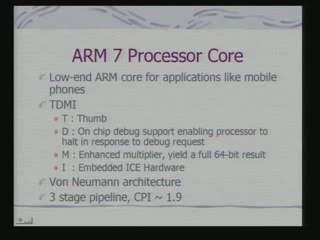 ARM 7 Processor Core
Low-end ARM core for applications like mobile
phones
TDMI
T : Thumb
D : On chip debug support enabling processor to
halt in response to debug request
M : Enhanced multiplier, yield a full 64-bit result
I : Embedded ICE Hardware
Von Neumann architecture
3 stage pipeline, CPI ~ 1.9